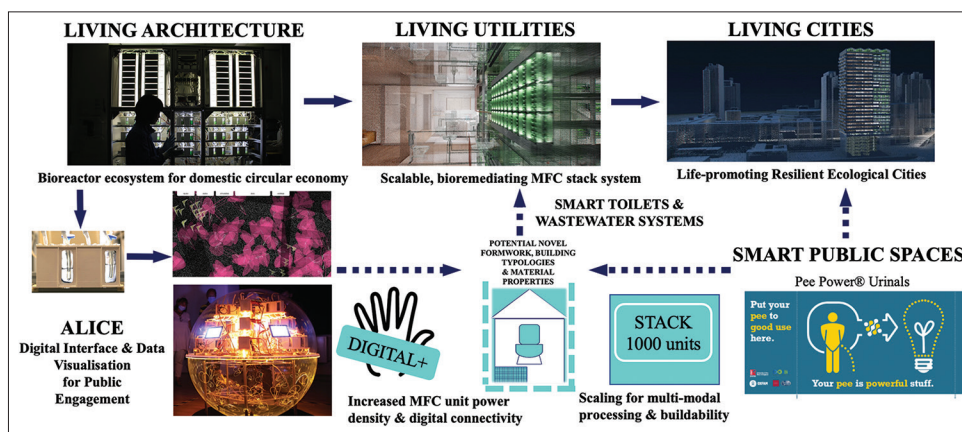 LIVING ARCHITECTURE
LIVING UTILITIES
LIVING CITIES
Bioreactor ecosystem for domestic circular economy
Scalable, bioremediating MFC stack system
Life-promoting Resilient Ecological Cities
SMART TOILETS &
WASTEWATER SYSTEMS
POTENTIAL NOVEL
FORMWORK, BUILDING
TYPOLOGIES
& MATERIAL
PROPERTIES
SMART PUBLIC SPACES
Pee Power® Urinals
ALICE
Digital Interface & Data
Visualisation
for Public
Engagement
DIGITAL+
Increased MFC unit power
density & digital connectivity
STACK
1000 units
Scaling for multi-modal
processing & buildability
Put your
pee to
good use
here.
Your pee is powerful stuff.